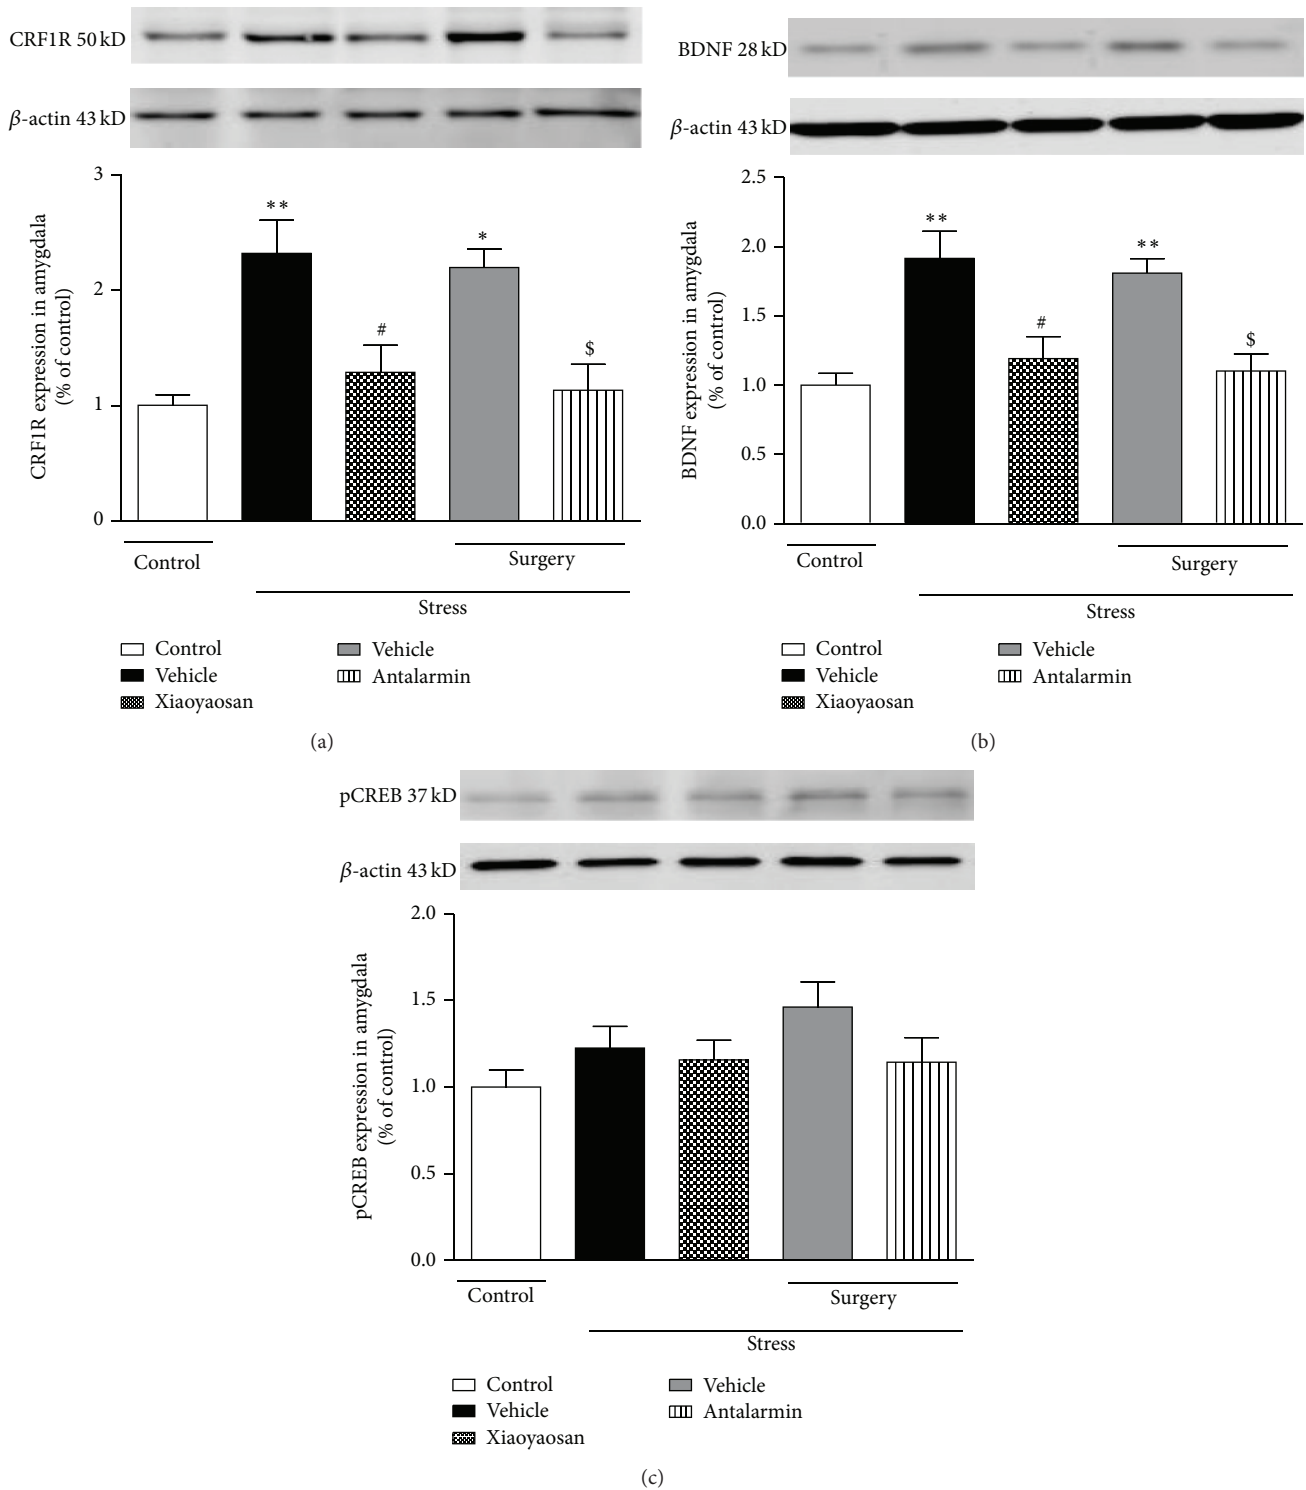 CRF1R 50 kD
β-actin 43 kD
3
2
1
0
CRF1R expression in amygdala
(% of control)
**
#
*
$
Control
Surgery
Stress
Control
Vehicle
Vehicle
Antalarmin
Xiaoyaosan
(a)
BDNF 28 kD
β-actin 43 kD
2.5
2.0
1.5
1.0
0.5
0.0
BDNF expression in amygdala
(% of control)
**
#
**
$
Control
Surgery
Stress
Control
Vehicle
Vehicle
Antalarmin
Xiaoyaosan
(b)
pCREB 37 kD
β-actin 43 kD
2.0
1.5
1.0
0.5
0.0
pCREB expression in amygdala
(% of control)
Control
Surgery
Stress
Control
Vehicle
Vehicle
Antalarmin
Xiaoyaosan
(c)